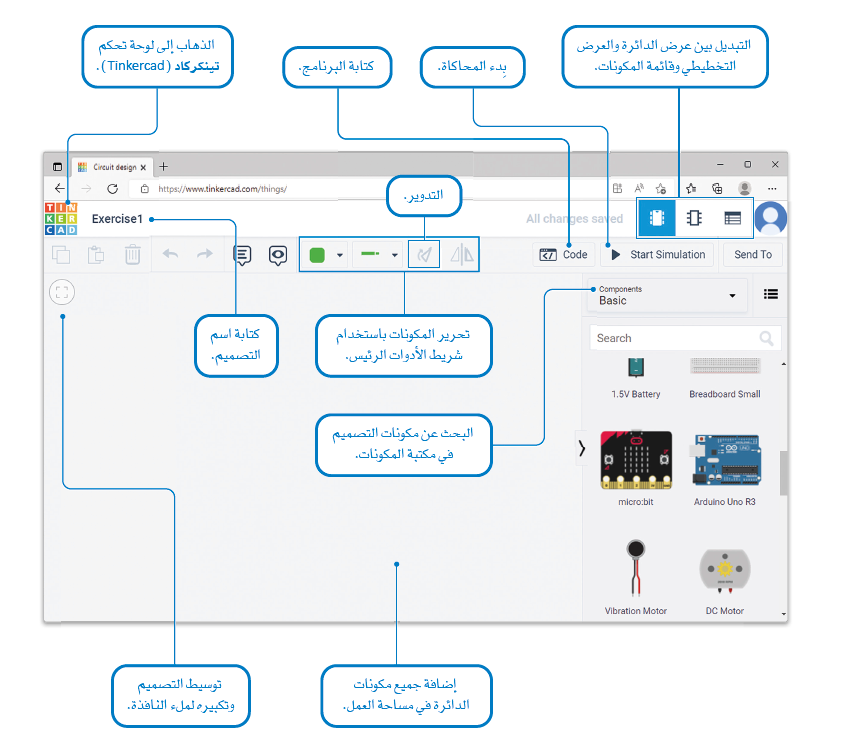 الذهاب إلى لوحة تحكم
تينكركاد (Tinkercad).
كتابة البرنامج.
بدء المحاكاة.
التبديل بين عرض الدائرة والعرض
التخطيطي وقائمة المكونات.
Circuit design
https://www.tinkercad.com/things/
التدوير.
TIN
KER
CAD
Exercise1
All changes saved
Code
Start Simulation
Send To
Components
Basic
Search
1.5V Battery
Breadboard Small
micro:bit
Arduino Uno R3
Vibration Motor
DC Motor
كتابة اسم
التصميم.
تحرير المكونات باستخدام
شريط الأدوات الرئيس.
البحث عن مكونات التصميم
في مكتبة المكونات.
توسيط التصميم
وتكبيره لملء النافذة.
إضافة جميع مكونات
الدائرة في مساحة العمل.